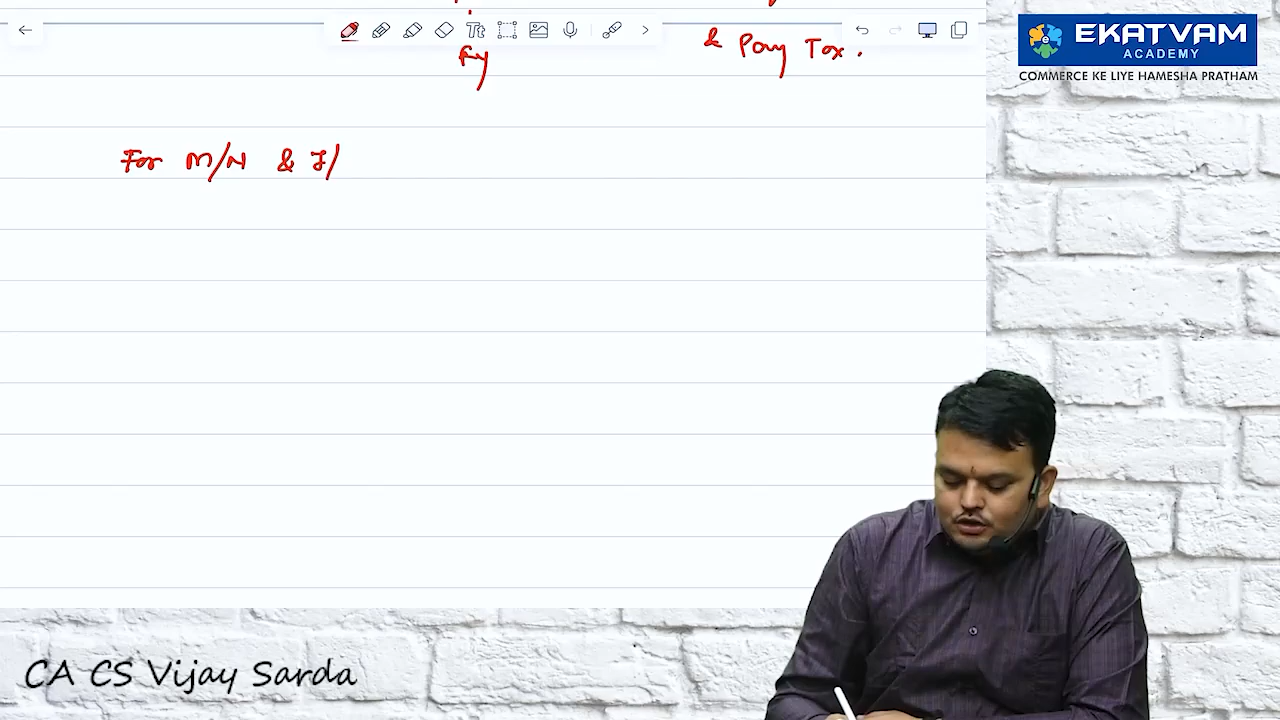 & Pay Tax.
fy
For M/N & J/
EKATVAM
ACADEMY
COMMERCE KE LIYE HAMESHA PRATHAM
CA CS Vijay Sarda